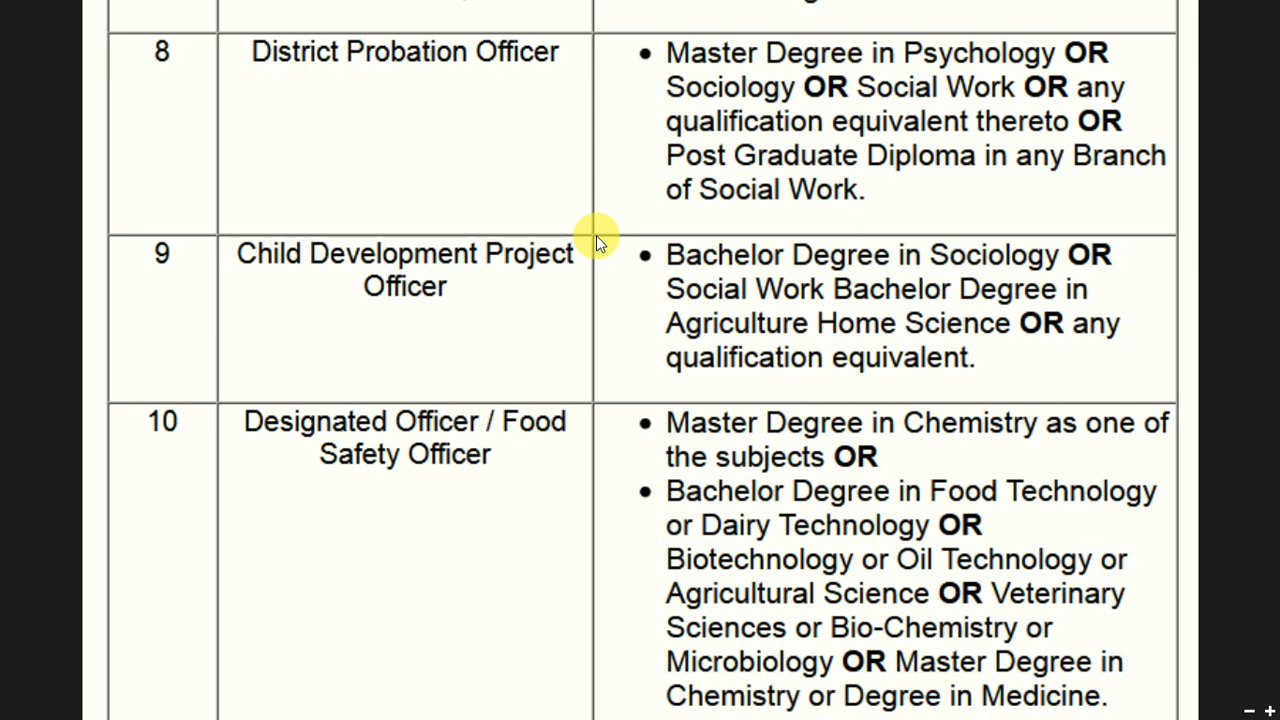 8
District Probation Officer
• Master Degree in Psychology OR
Sociology OR Social Work OR any
qualification equivalent thereto OR
Post Graduate Diploma in any Branch
of Social Work.
9
Child Development Project
Officer
• Bachelor Degree in Sociology OR
Social Work Bachelor Degree in
Agriculture Home Science OR any
qualification equivalent.
10
Designated Officer / Food
Safety Officer
• Master Degree in Chemistry as one of
the subjects OR
• Bachelor Degree in Food Technology
or Dairy Technology OR
Biotechnology or Oil Technology or
Agricultural Science OR Veterinary
Sciences or Bio-Chemistry or
Microbiology OR Master Degree in
Chemistry or Degree in Medicine.